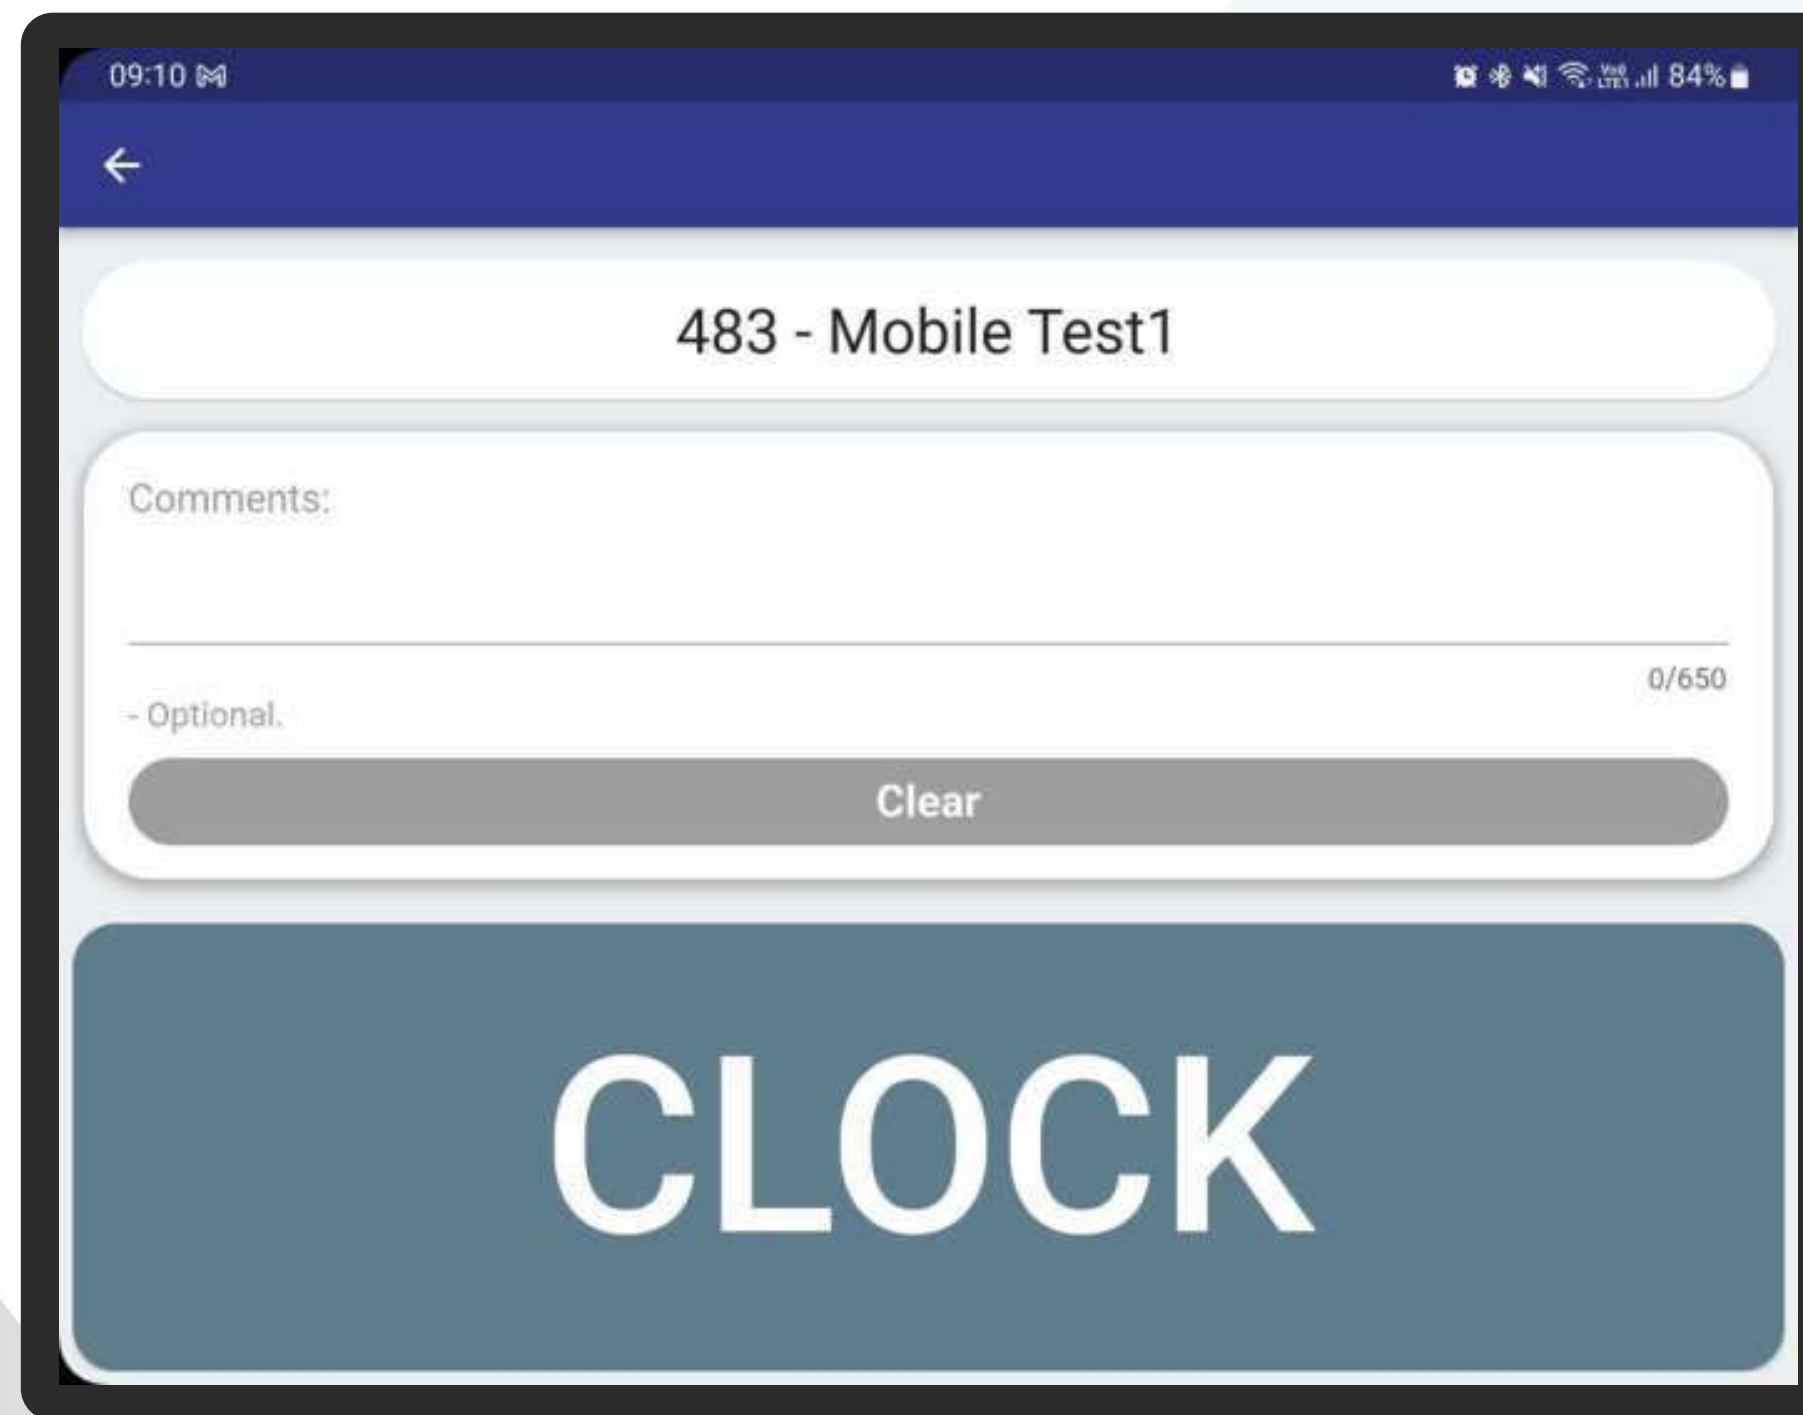 09:10
84%
483 - Mobile Test1
Comments:
0/650
- Optional.
Clear
CLOCK